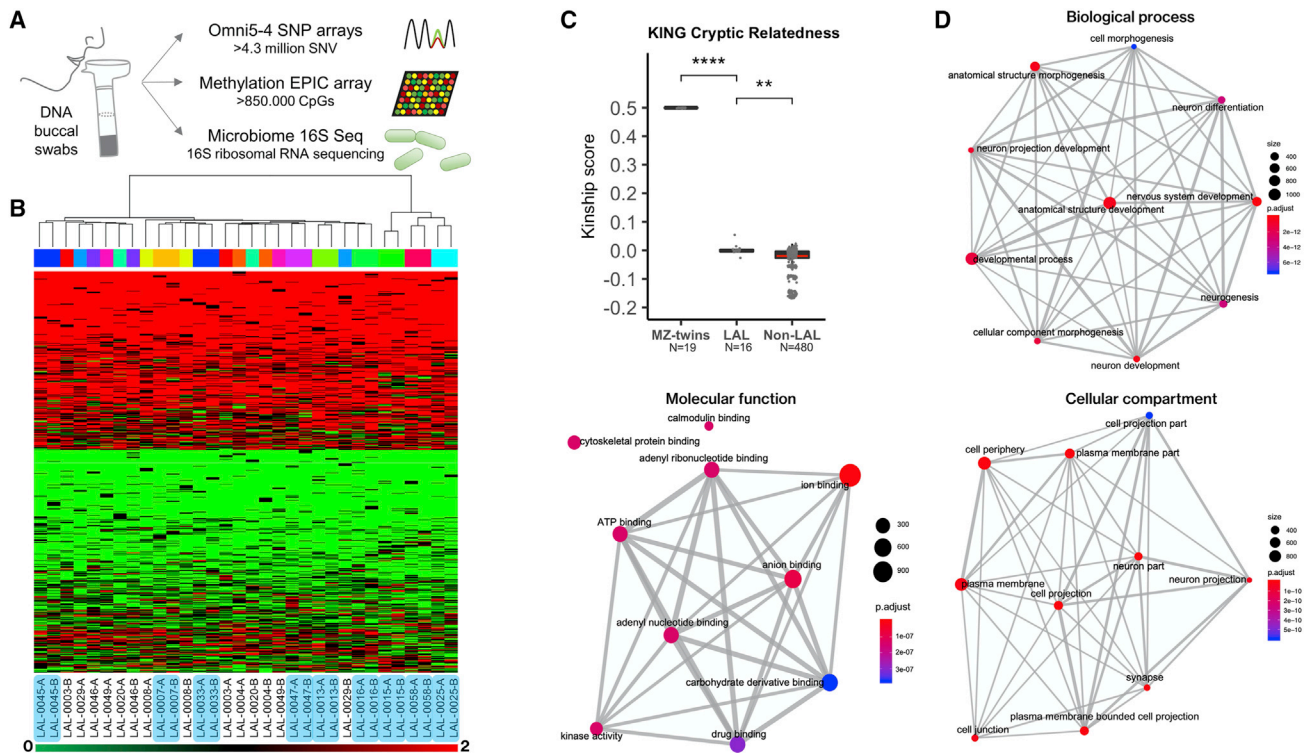 A
DNA
buccal
swabs
Omni5-4 SNP arrays
>4.3 million SNV
Methylation EPIC array
>850.000 CpGs
Microbiome 16S Seq
16S ribosomal RNA sequencing
B
LAL-0045-A
LAL-0045-B
LAL-0003-B
LAL-0029-A
LAL-0046-A
LAL-0049-A
LAL-0020-A
LAL-0046-B
LAL-0008-A
LAL-0007-A
LAL-0007-B
LAL-0008-B
LAL-0033-A
LAL-0033-B
LAL-0003-A
LAL-0004-A
LAL-0020-B
LAL-0004-B
LAL-0049-B
LAL-0047-A
LAL-0047-B
LAL-0013-A
LAL-0013-B
LAL-0029-B
LAL-0016-A
LAL-0016-B
LAL-0015-A
LAL-0015-B
LAL-0058-A
LAL-0058-B
LAL-0025-A
LAL-0025-B
0
2
C
KING Cryptic Relatedness
****
**
Kinship score
0.5
0.5
0.3
0.2
0.1
0.0
-0.1
-0.2
MZ-twins
N=19
LAL
N=16
Non-LAL
N=480
D
Biological process
cell morphogenesis
anatomical structure morphogenesis
neuron differentiation
neuron projection development
nervous system development
anatomical structure development
developmental process
neurogenesis
cellular component morphogenesis
neuron development
size
400
600
800
1000
p.adjust
2e-12
4e-12
6e-12
Molecular function
calmodulin binding
cytoskeletal protein binding
adenyl ribonucleotide binding
ion binding
ATP binding
anion binding
adenyl nucleotide binding
carbohydrate derivative binding
kinase activity
drug binding
300
600
900
p.adjust
1e-07
2e-07
3e-07
Cellular compartment
cell projection part
cell periphery
plasma membrane part
neuron part
neuron projection
plasma membrane
cell projection
synapse
plasma membrane bounded cell projection
cell junction
size
400
600
800
p.adjust
1e-10
2e-10
3e-10
4e-10
5e-10